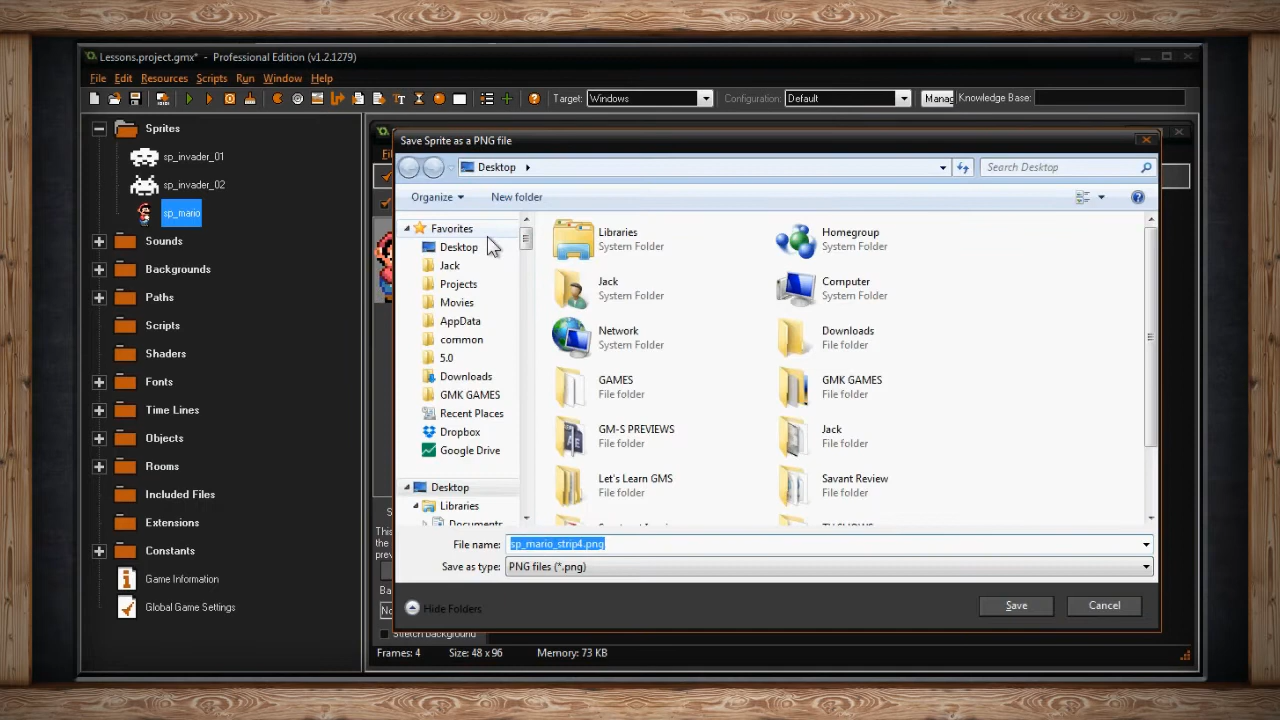 Lessons.project.gmx* - Professional Edition (v1.2.1279)
File Edit Resources Scripts Run Window Help
Target: Windows Configuration: Default Manag Knowledge Base:
Sprites
sp_invader_01
sp_invader_02
sp_mario
Sounds
Backgrounds
Paths
Scripts
Shaders
Fonts
Time Lines
Objects
Rooms
Included Files
Extensions
Constants
Game Information
Global Game Settings
Save Sprite as a PNG file
Desktop
Search Desktop
Organize New folder
Favorites
Desktop
Jack
Projects
Movies
AppData
common
5.0
Downloads
GMK GAMES
Recent Places
Dropbox
Google Drive
Desktop
Libraries
Documents
Libraries
System Folder
Homegroup
System Folder
Jack
System Folder
Computer
System Folder
Network
System Folder
Downloads
File folder
GAMES
File folder
GMK GAMES
File folder
GM-S PREVIEWS
File folder
Jack
File folder
Let's Learn GMS
File folder
Savant Review
File folder
File name: sp_mario_strip4.png
Save as type: PNG files (*.png)
Hide Folders
Save
Cancel
Stretch background
Frames: 4 Size: 48 x 96 Memory: 73 KB